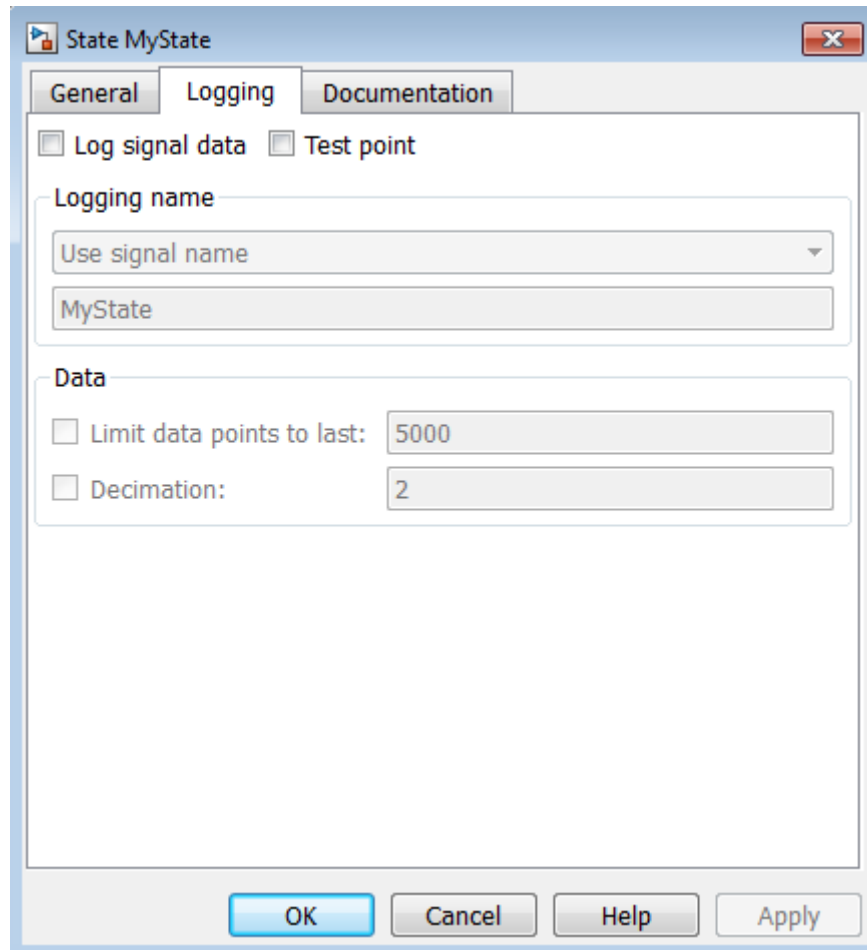 State MyState
General Logging Documentation
Log signal data Test point
Logging name
Use signal name
MyState
Data
Limit data points to last: 5000
Decimation: 2
OK Cancel Help Apply